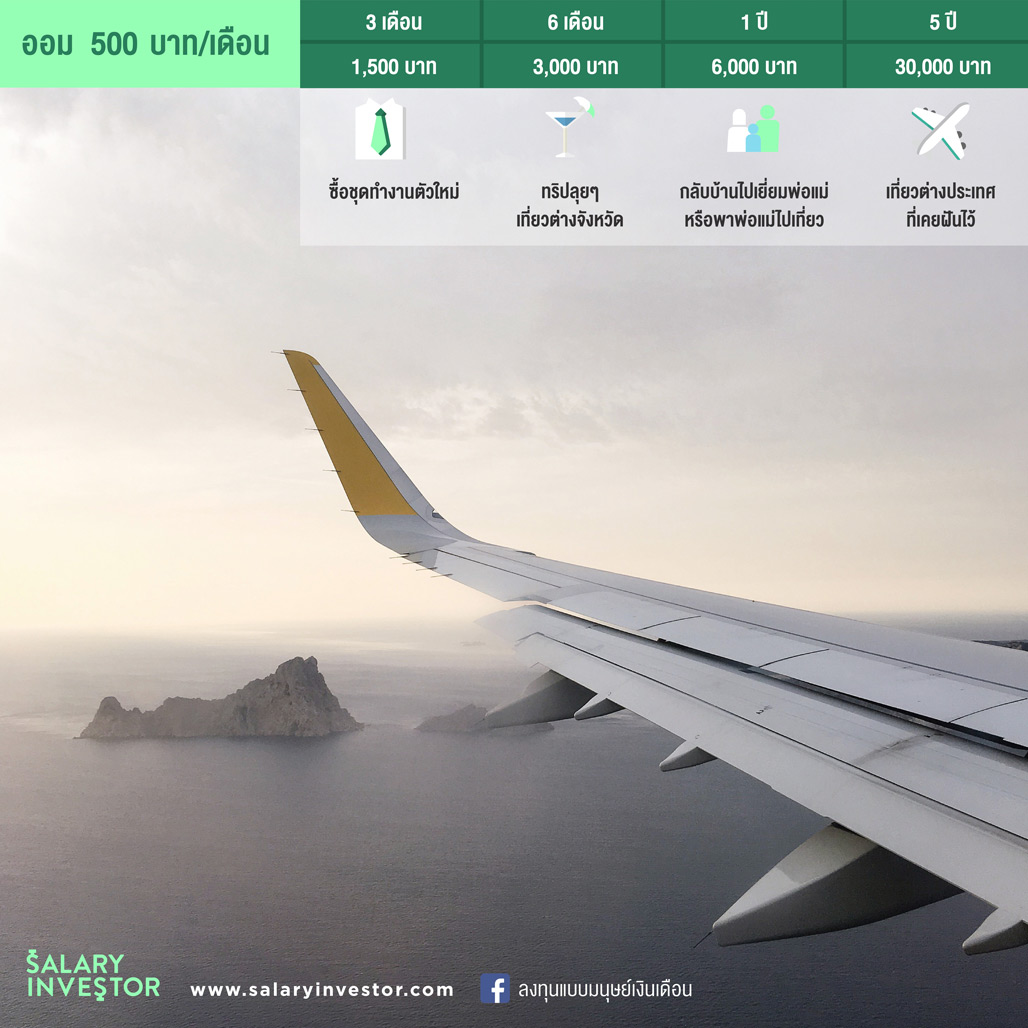 ออม 500 บาท/เดือน
3 เดือน
6 เดือน
1 ปี
5 ปี
1,500 บาท
3,000 บาท
6,000 บาท
30,000 บาท
ซื้อชุดทำงานตัวใหม่
ทริปลุยๆ
เที่ยวต่างจังหวัด
กลับบ้านไปเยี่ยมพ่อแม่
หรือพาพ่อแม่ไปเที่ยว
เที่ยวต่างประเทศ
ที่เคยฝันไว้
SALARY
INVESTOR
www.salaryinvestor.com
f ลงทุนแบบมนุษย์เงินเดือน